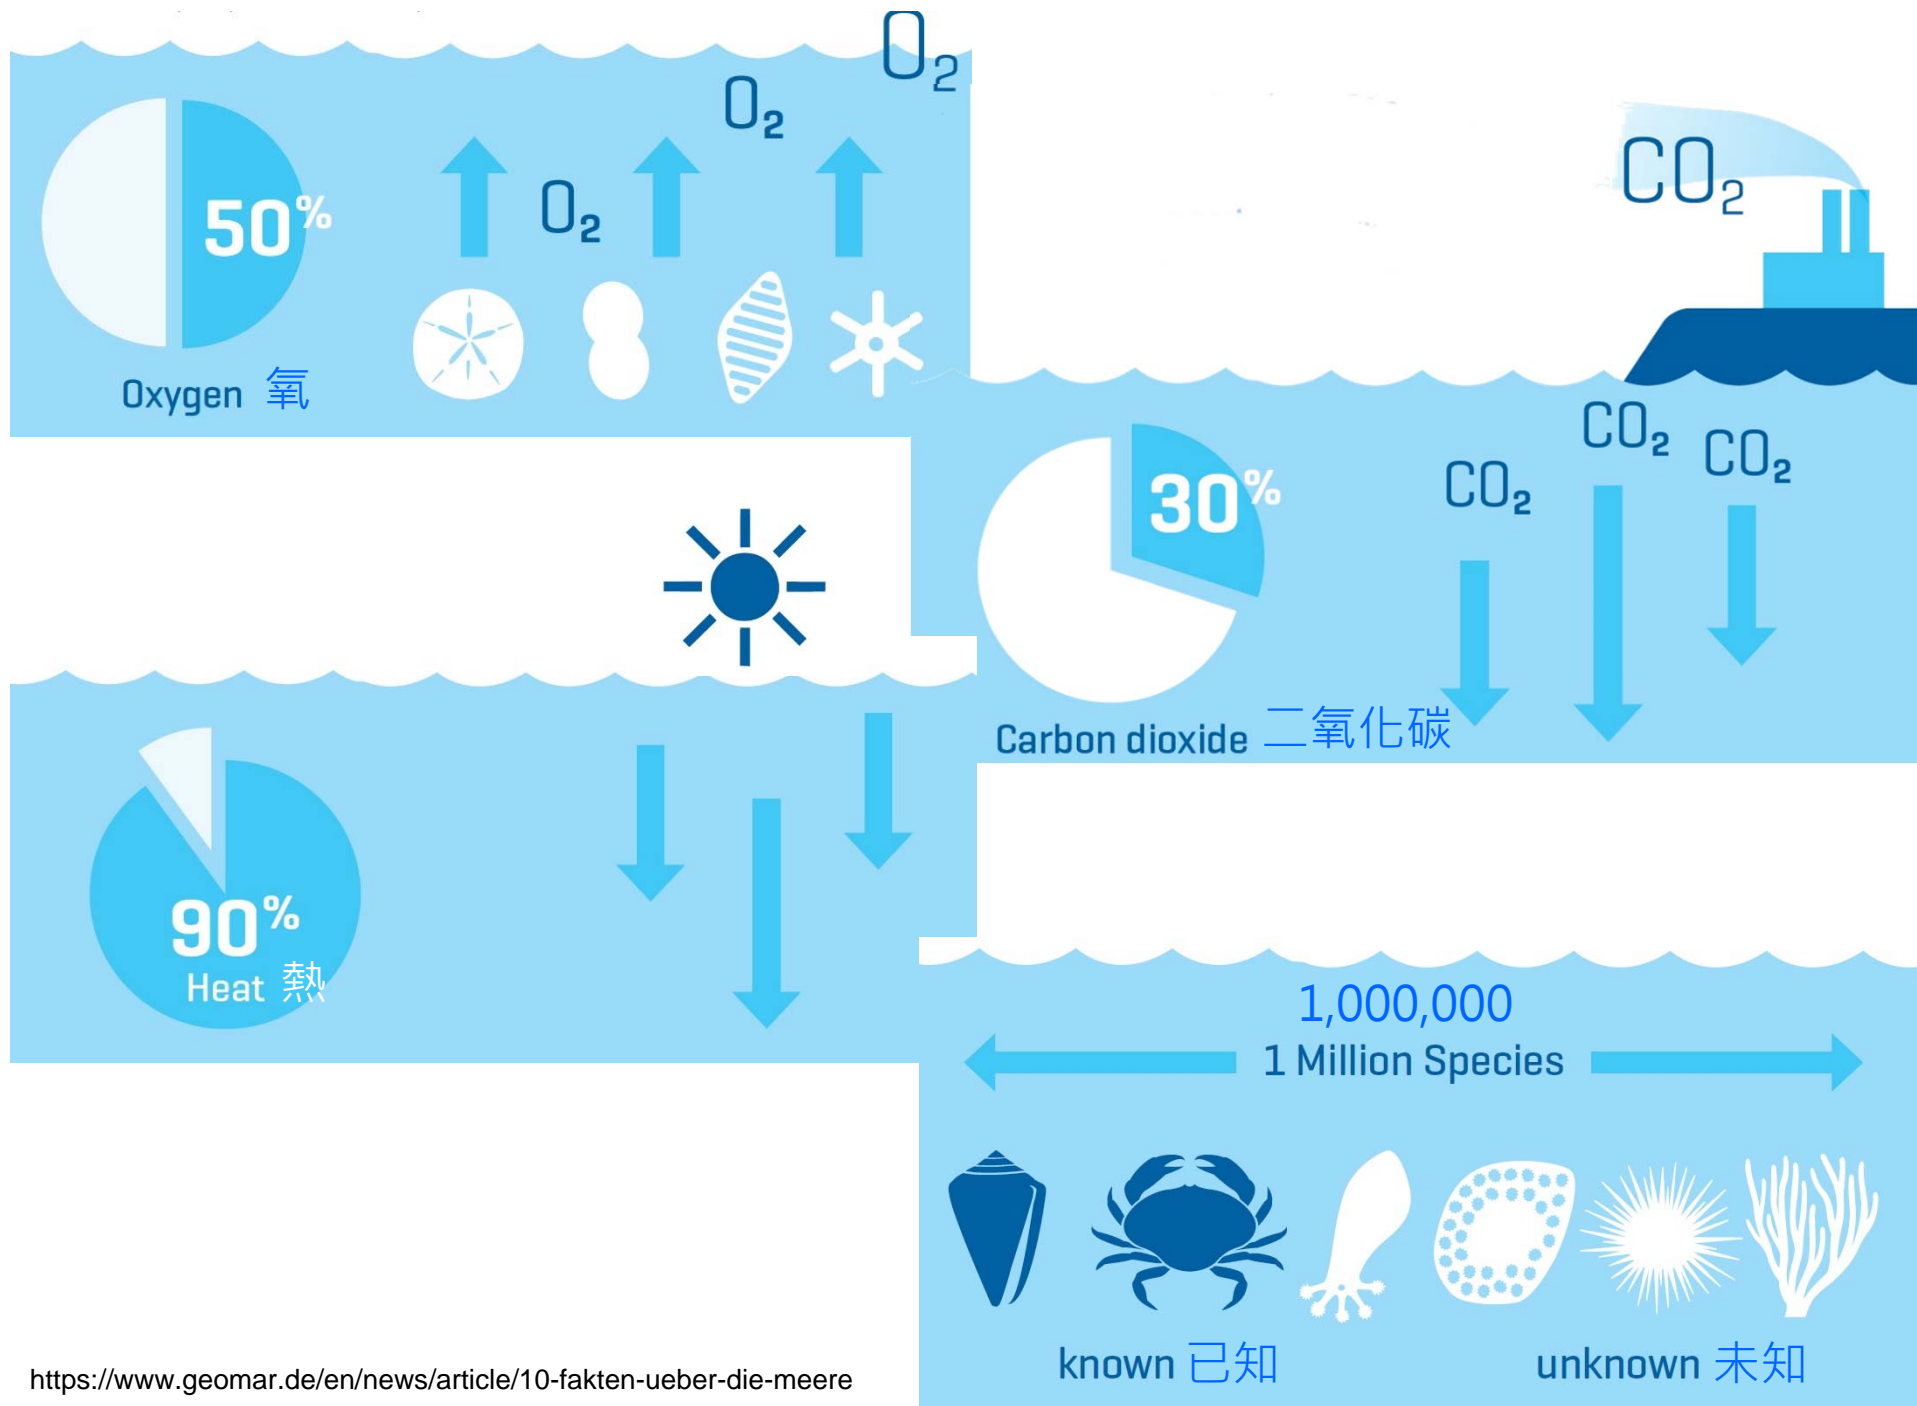 O₂
O₂
O₂
50%
Oxygen 氧
CO₂
CO₂
CO₂
CO₂
30%
Carbon dioxide 二氧化碳
90%
Heat 熱
1,000,000
1 Million Species
known 已知
unknown 未知
https://www.geomar.de/en/news/article/10-fakten-ueber-die-meere